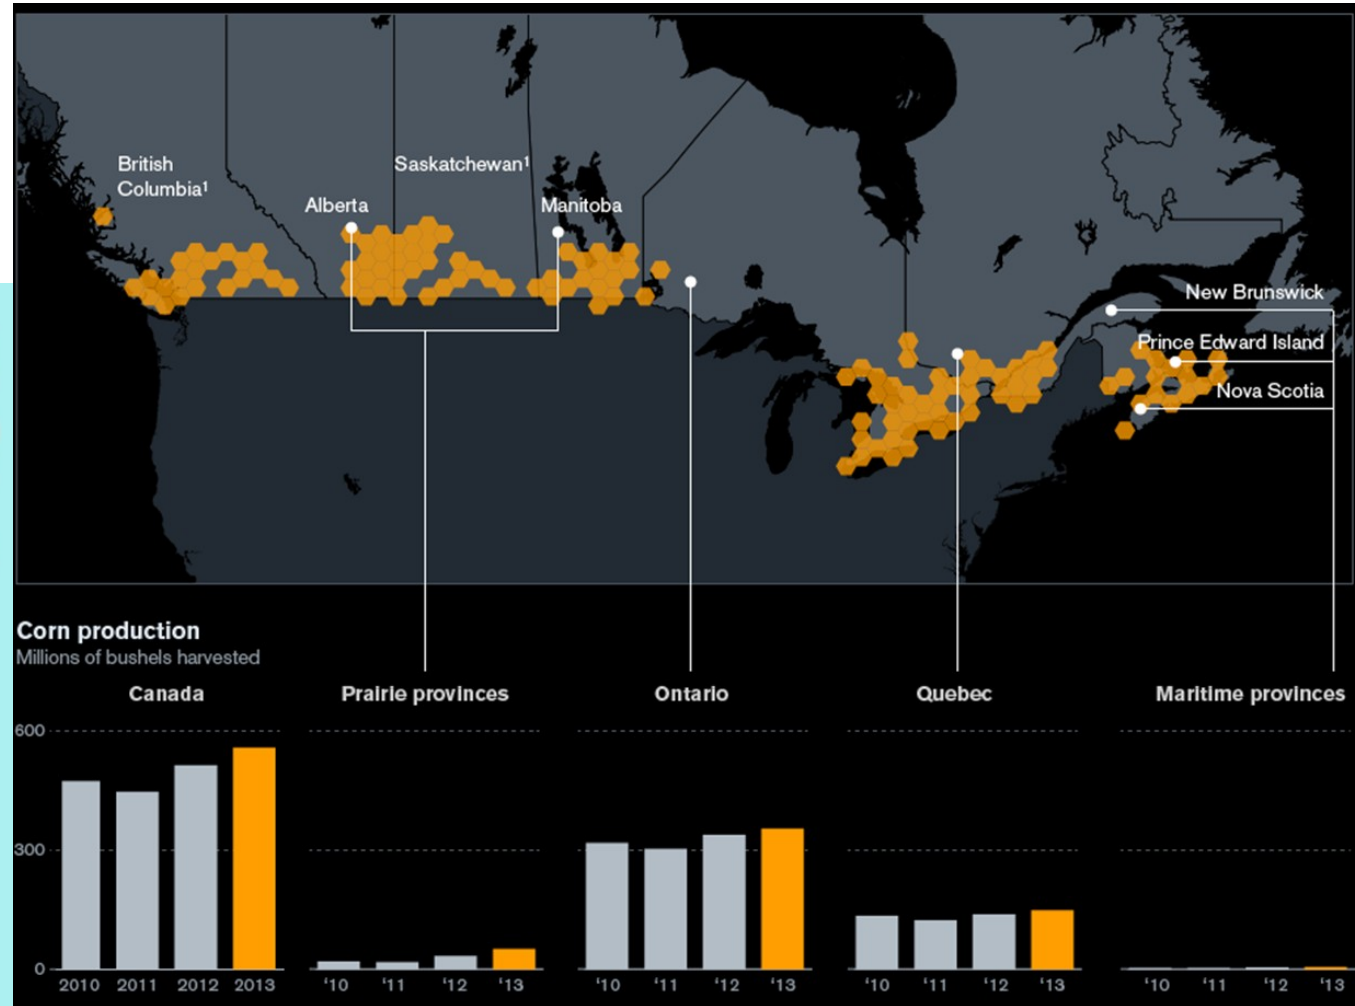 British
Columbia¹
Saskatchewan¹
Alberta
Manitoba
New Brunswick
Prince Edward Island
Nova Scotia
Corn production
Millions of bushels harvested
Canada
Prairie provinces
Ontario
Quebec
Maritime provinces
600
300
0
2010 2011 2012 2013
‘10 ‘11 ‘12 ‘13
‘10 ‘11 ‘12 ‘13
‘10 ‘11 ‘12 ‘13
‘10 ‘11 ‘12 ‘13